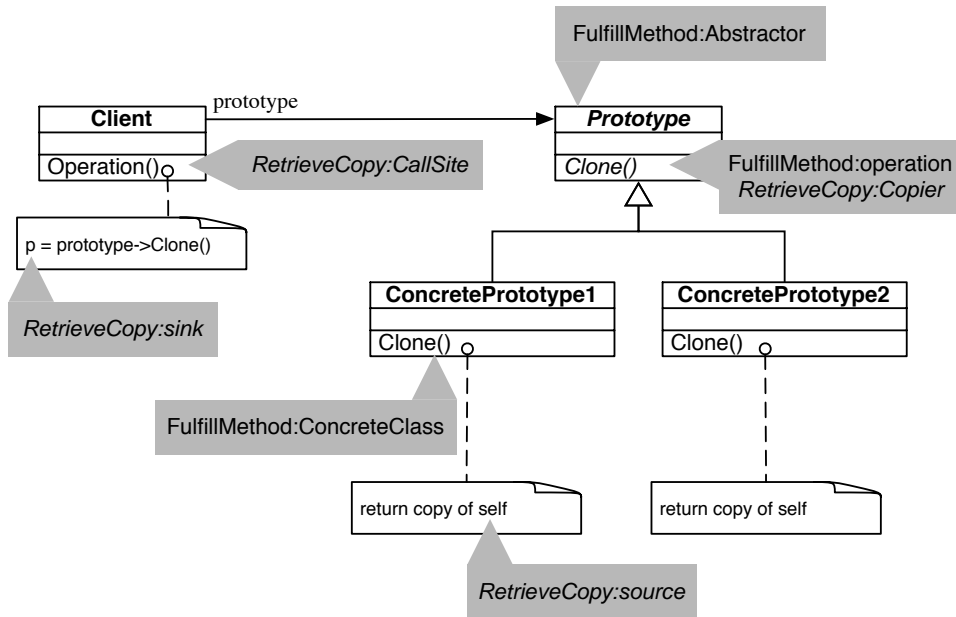 FulfillMethod:Abstractor
prototype
Client
Prototype
Operation()
RetrieveCopy:CallSite
Clone()
FulfillMethod:operation
RetrieveCopy:Copier
p = prototype->Clone()
RetrieveCopy:sink
ConcretePrototype1
ConcretePrototype2
Clone()
Clone()
FulfillMethod:ConcreteClass
return copy of self
return copy of self
RetrieveCopy:source